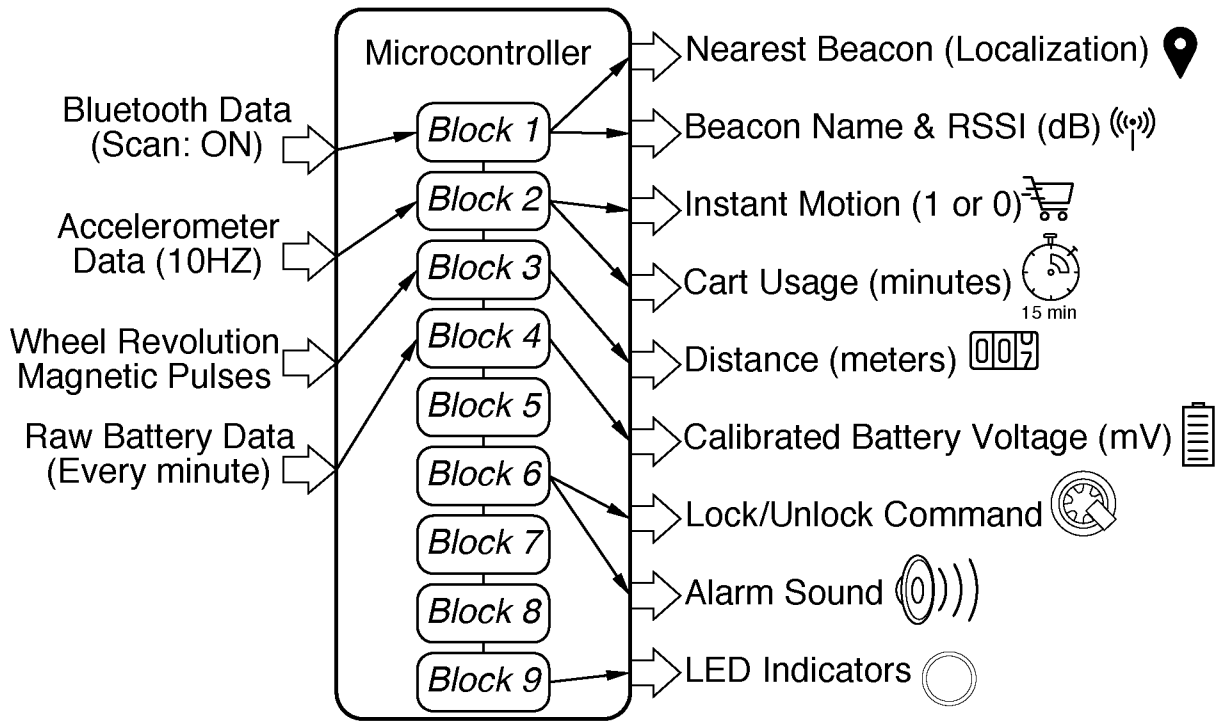 Microcontroller
Bluetooth Data
(Scan: ON)
Accelerometer
Data (10HZ)
Wheel Revolution
Magnetic Pulses
Raw Battery Data
(Every minute)
Block 1
Block 2
Block 3
Block 4
Block 5
Block 6
Block 7
Block 8
Block 9
Nearest Beacon (Localization)
Beacon Name & RSSI (dB)
Instant Motion (1 or 0)
Cart Usage (minutes)
15 min
Distance (meters)
Calibrated Battery Voltage (mV)
Lock/Unlock Command
Alarm Sound
LED Indicators